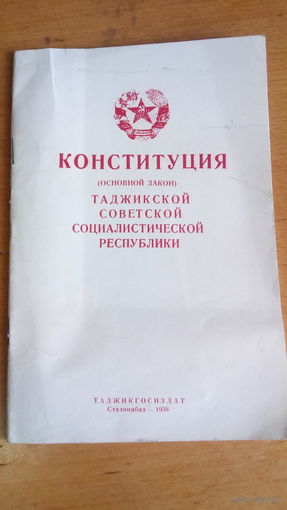 КОНСТИТУЦИЯ
(ОСНОВНОЙ ЗАКОН)
ТАДЖИКСКОЙ
СОВЕТСКОЙ
СОЦИАЛИСТИЧЕСКОЙ
РЕСПУБЛИКИ
ТАДЖИКГОСИЗДАТ
Сталинабад — 1958